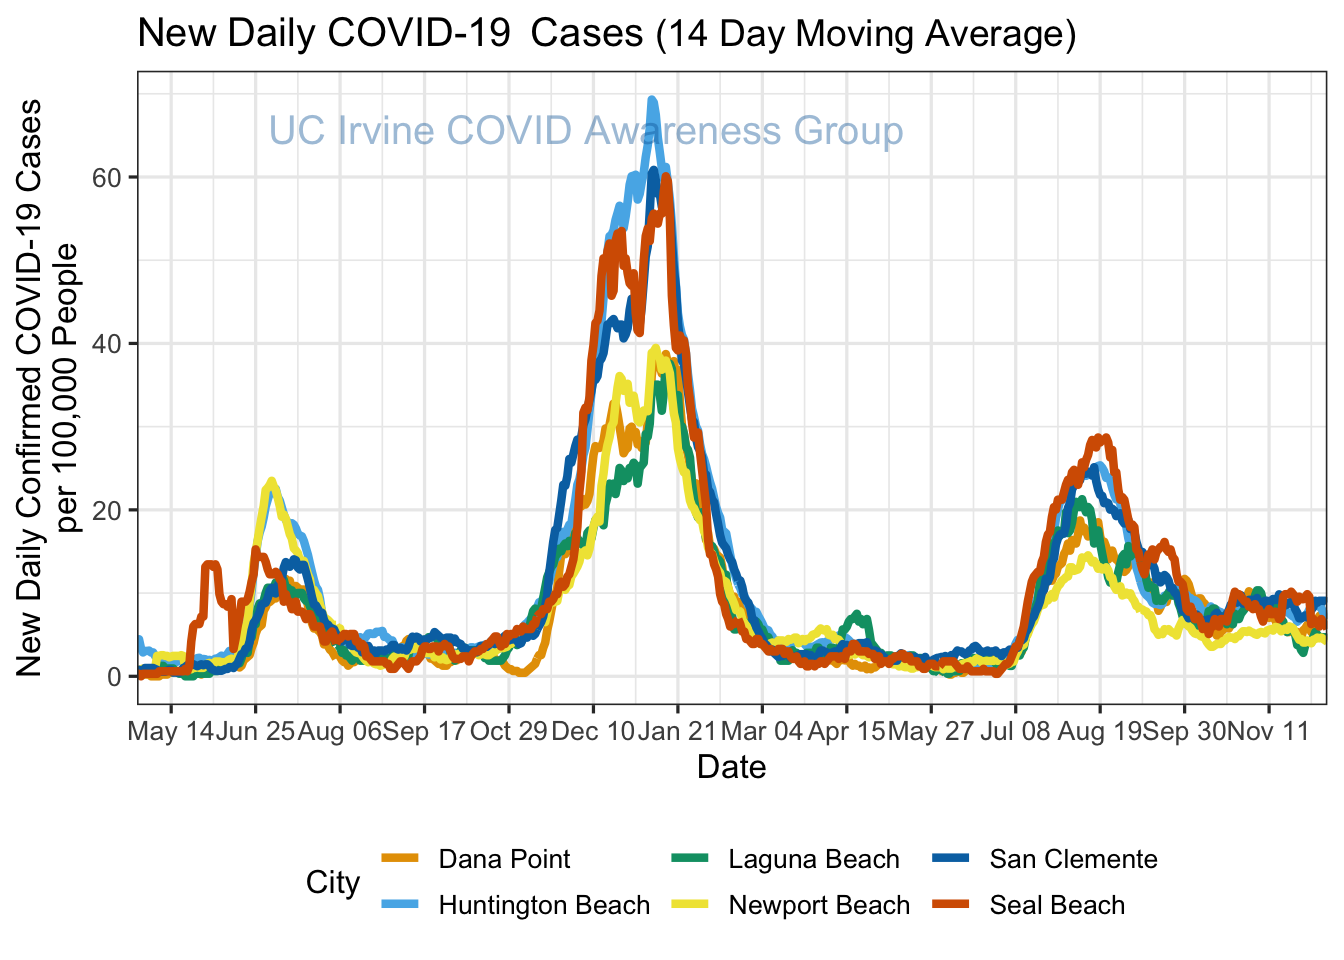 New Daily COVID-19 Cases (14 Day Moving Average)
UC Irvine COVID Awareness Group
New Daily Confirmed COVID-19 Cases
per 100,000 People
60
40
20
0
May 14 Jun 25 Aug 06 Sep 17 Oct 29 Dec 10 Jan 21 Mar 04 Apr 15 May 27 Jul 08 Aug 19 Sep 30 Nov 11
Date
City
Dana Point Laguna Beach San Clemente
Huntington Beach Newport Beach Seal Beach